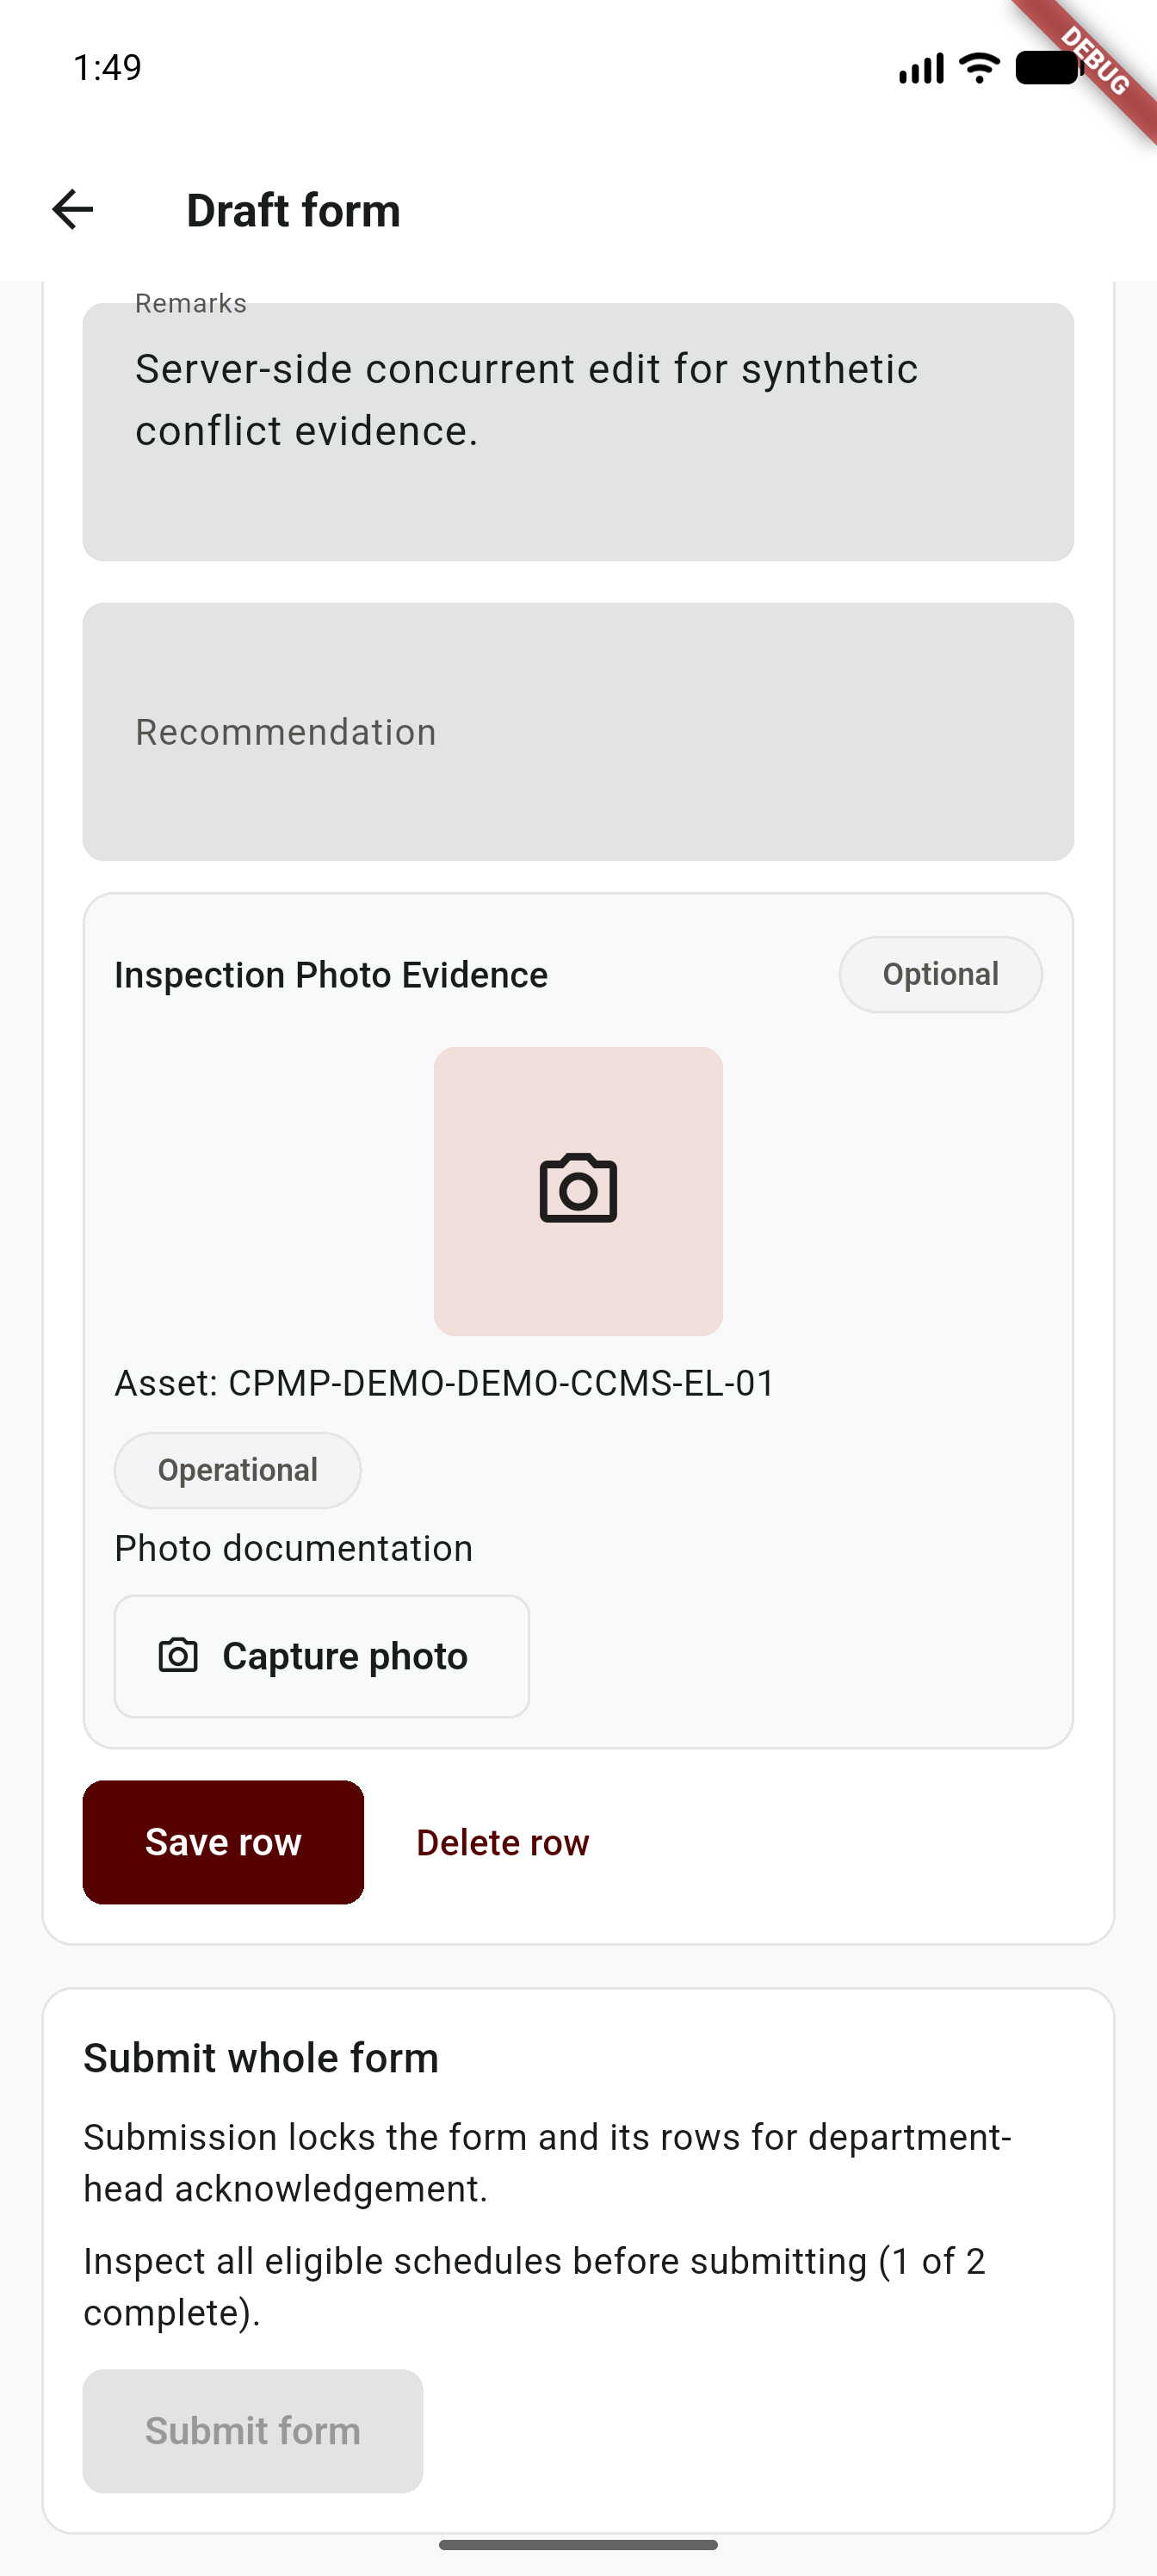 1:49
DEBUG
Draft form
Remarks
Server-side concurrent edit for synthetic
conflict evidence.
Recommendation
Inspection Photo Evidence
Optional
Asset: CPMP-DEMO-DEMO-CCMS-EL-01
Operational
Photo documentation
Capture photo
Save row
Delete row
Submit whole form
Submission locks the form and its rows for department-
head acknowledgement.
Inspect all eligible schedules before submitting (1 of 2
complete).
Submit form